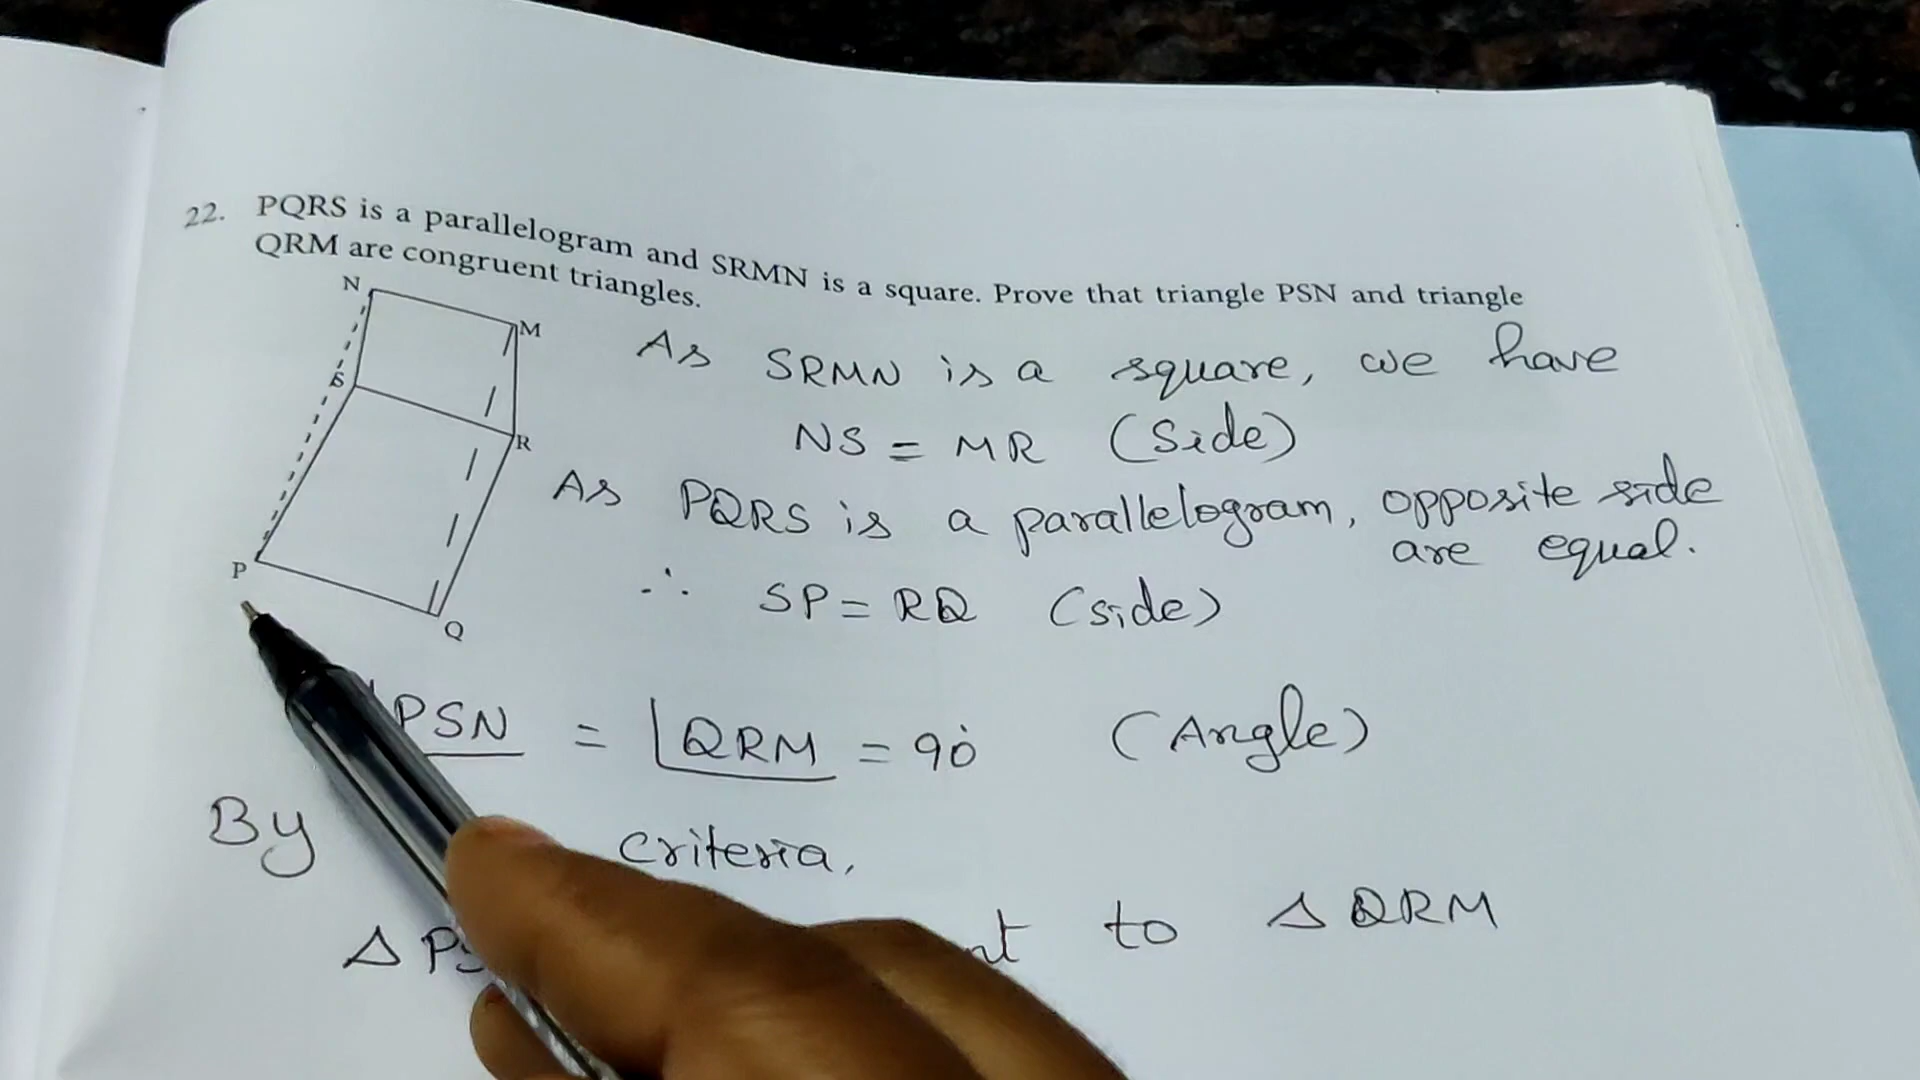 22. PQRS is a parallelogram and SRMN is a square. Prove that triangle PSN and triangle
QRM are congruent triangles.
N
M
S
R
P
Q
As SRMN is a square, we have
NS = MR (Side)
As PQRS is a parallelogram, opposite side
are equal.
∴ SP = RQ (side)
PSN = ∠QRM = 90° (Angle)
By criteria,
Δ PS to Δ QRM